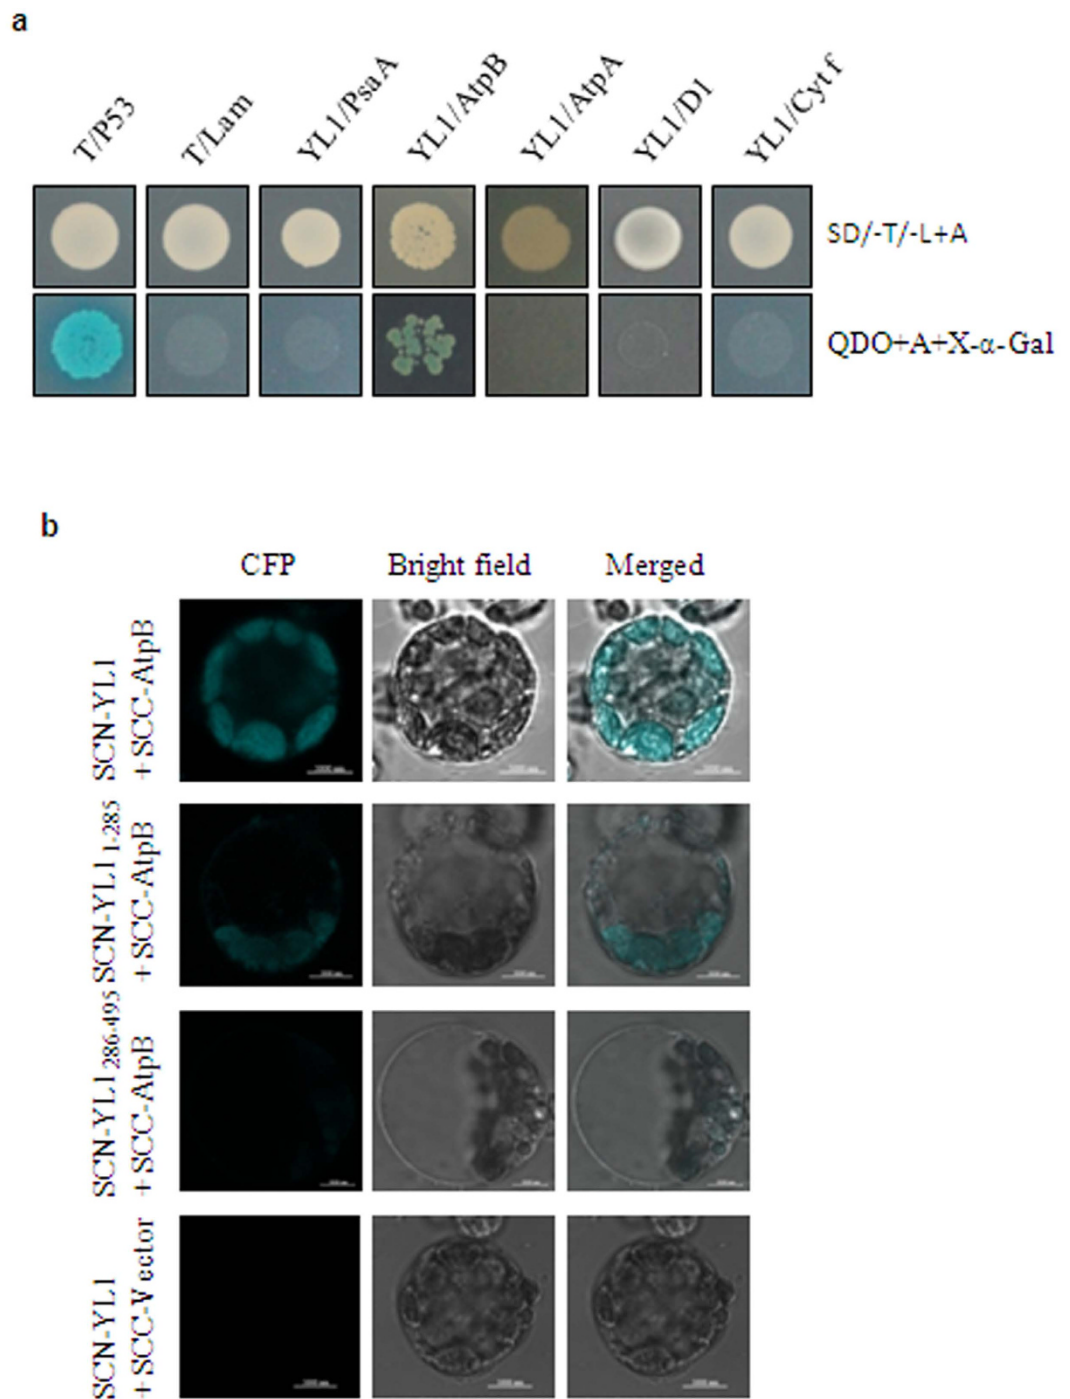 a
T/P53
T/Lam
YL1/PsaA
YL1/AtpB
YL1/AtpA
YL1/D1
YL1/Cyt f
SD/-T/-L+A
QDO+A+X-α-Gal
b
CFP
Bright field
Merged
SCN-YL1
+SCC-AtpB
SCN-YL1 1-285
+SCC-AtpB
SCN-YL1 286-495
+SCC-AtpB
SCN-YL1
+SCC-Vector